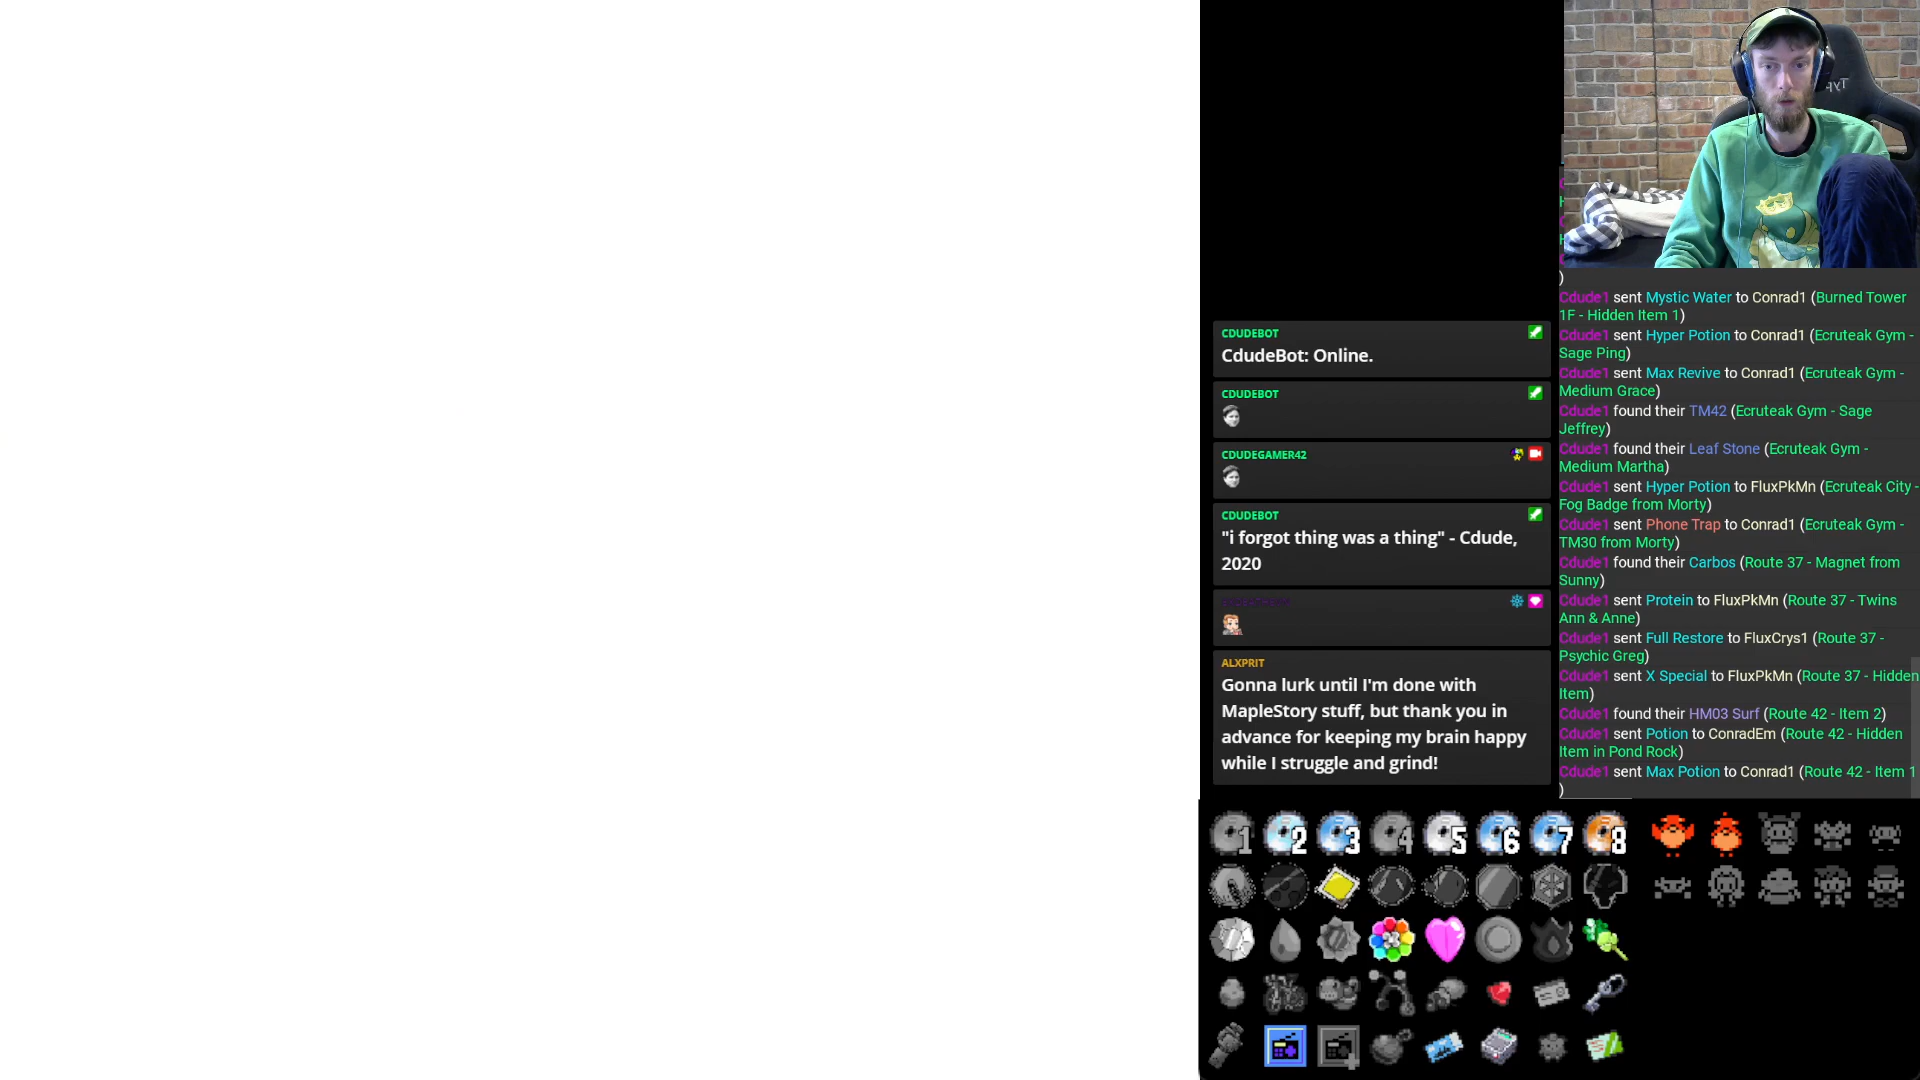 CDUDEBOT
CdudeBot: Online.
CDUDEBOT
CDUDEGAMER42
CDUDEBOT
"i forgot thing was a thing" - Cdude,
2020
ALXPRIT
Gonna lurk until I'm done with
MapleStory stuff, but thank you in
advance for keeping my brain happy
while I struggle and grind!
)
Cdude1 sent Mystic Water to Conrad1 (Burned Tower
1F - Hidden Item 1)
Cdude1 sent Hyper Potion to Conrad1 (Ecruteak Gym -
Sage Ping)
Cdude1 sent Max Revive to Conrad1 (Ecruteak Gym -
Medium Grace)
Cdude1 found their TM42 (Ecruteak Gym - Sage
Jeffrey)
Cdude1 found their Leaf Stone (Ecruteak Gym -
Medium Martha)
Cdude1 sent Hyper Potion to FluxPkMn (Ecruteak City -
Fog Badge from Morty)
Cdude1 sent Phone Trap to Conrad1 (Ecruteak Gym -
TM30 from Morty)
Cdude1 found their Carbos (Route 37 - Magnet from
Sunny)
Cdude1 sent Protein to FluxPkMn (Route 37 - Twins
Ann & Anne)
Cdude1 sent Full Restore to FluxCrys1 (Route 37 -
Psychic Greg)
Cdude1 sent X Special to FluxPkMn (Route 37 - Hidden
Item)
Cdude1 found their HM03 Surf (Route 42 - Item 2)
Cdude1 sent Potion to ConradEm (Route 42 - Hidden
Item in Pond Rock)
Cdude1 sent Max Potion to Conrad1 (Route 42 - Item 1
)
1 2 3 4 5 6 7 8